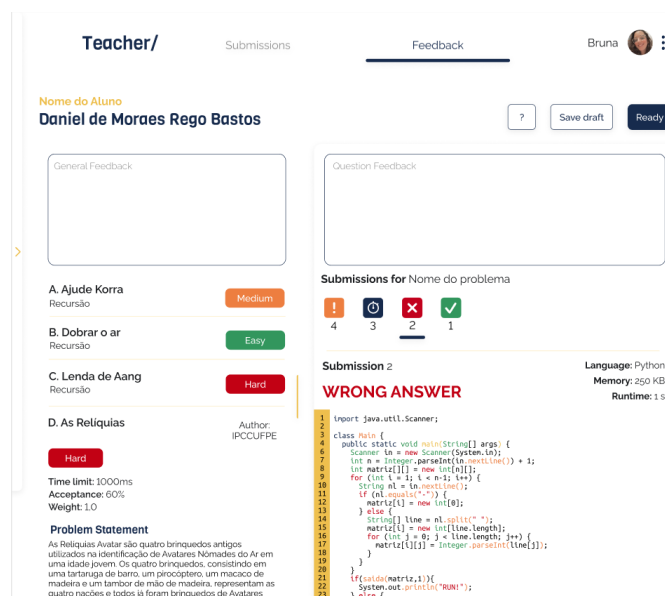 Teacher/
Submissions
Feedback
Bruna
Nome do Aluno
Daniel de Moraes Rego Bastos
?
Save draft
Ready
General Feedback
Question Feedback
A. Ajude Korra
Recursão
Medium
B. Dobrar o ar
Recursão
Easy
C. Lenda de Aang
Recursão
Hard
D. As Relíquias
Author:
IPCCUFPE
Hard
Time limit: 1000ms
Acceptance: 60%
Weight: 1.0
Problem Statement
As Relíquias Avatar são quatro brinquedos antigos
utilizados na identificação de Avatares Nômades do Ar em
uma idade jovem. Os quatro brinquedos, consistindo em
uma tartaruga de barro, um pirocóptero, um macaco de
madeira e um tambor de mão de madeira, representam as
quatro nações e todos já foram brinquedos de Avatares
Submissions for Nome do problema
4
3
2
1
Submission 2
Language: Python
Memory: 250 KB
Runtime: 1 s
WRONG ANSWER
1 import java.util.Scanner;
2
3 class Main {
4 public static void main(String[] args) {
6 Scanner in = new Scanner(System.in);
7 int n = Integer.parseInt(in.nextLine()) + 1;
8 int matriz[][] = new int[n][];
9 for (int i = 1; i < n-1; i++) {
10 String nl = in.nextLine();
11 if (nl.equals("-")) {
12 matriz[i] = new int[0];
13 } else {
14 String[] line = nl.split(" ");
15 matriz[i] = new int[line.length];
16 for (int j = 0; j < line.length; j++) {
17 matriz[i][j] = Integer.parseInt(line[j]);
18 }
19 }
20 }
21 if(saida(matriz,1)){
22 System.out.println("RUN!");
23 } else {